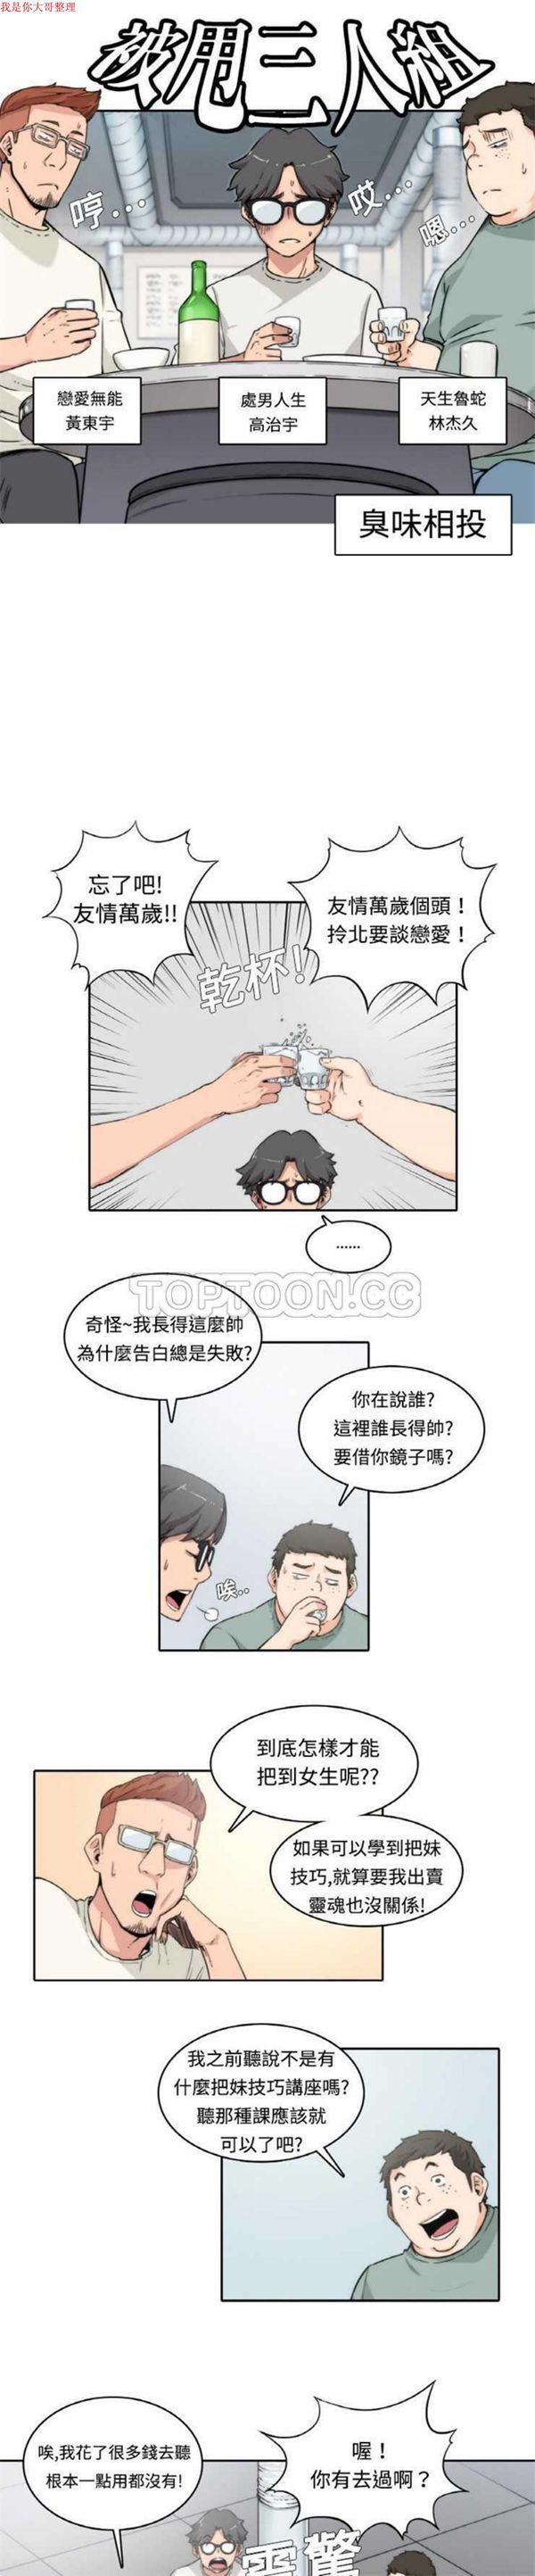 我是你大哥整理
被甩三人組
哼...
哎...
嗯...
戀愛無能
黃東宇
處男人生
高治宇
天生魯蛇
林杰久
臭味相投
忘了吧!
友情萬歲!!
友情萬歲個頭！
拎北要談戀愛！
乾杯!
......
TOPTOON.CC
奇怪~我長得這麼帥
為什麼告白總是失敗?
你在說誰?
這裡誰長得帥?
要借你鏡子嗎?
唉..
到底怎樣才能
把到女生呢??
如果可以學到把妹
技巧,就算要我出賣
靈魂也沒關係!
我之前聽說不是有
什麼把妹技巧講座嗎?
聽那種課應該就
可以了吧?
唉,我花了很多錢去聽
根本一點用都沒有!
喔！
你有去過啊？
震驚